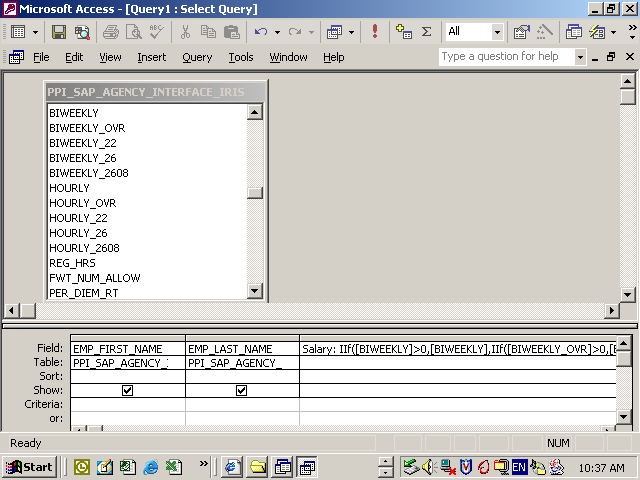 Microsoft Access - [Query1 : Select Query]
All
File Edit View Insert Query Tools Window Help Type a question for help
PPI_SAP_AGENCY_INTERFACE_IRIS
BIWEEKLY
BIWEEKLY_OVR
BIWEEKLY_22
BIWEEKLY_26
BIWEEKLY_2608
HOURLY
HOURLY_OVR
HOURLY_22
HOURLY_26
HOURLY_2608
REG_HRS
FWT_NUM_ALLOW
PER_DIEM_RT
Field: EMP_FIRST_NAME EMP_LAST_NAME Salary: IIf([BIWEEKLY]>0,[BIWEEKLY],IIf([BIWEEKLY_OVR]>0,[
Table: PPI_SAP_AGENCY_ PPI_SAP_AGENCY_
Sort:
Show:
Criteria:
or:
Ready NUM
Start » EN 10:37 AM